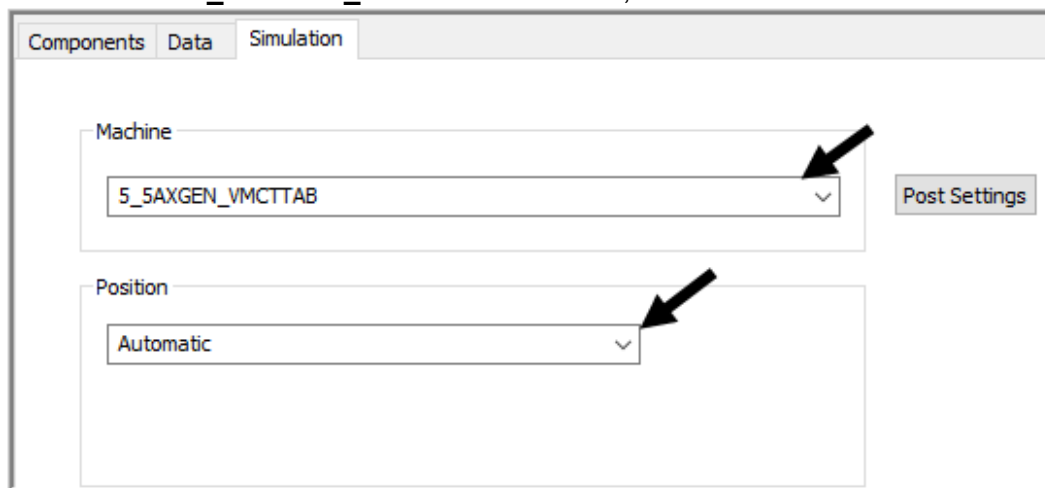 Components Data Simulation
Machine
5_5AXGEN_VMCTTAB
Post Settings
Position
Automatic